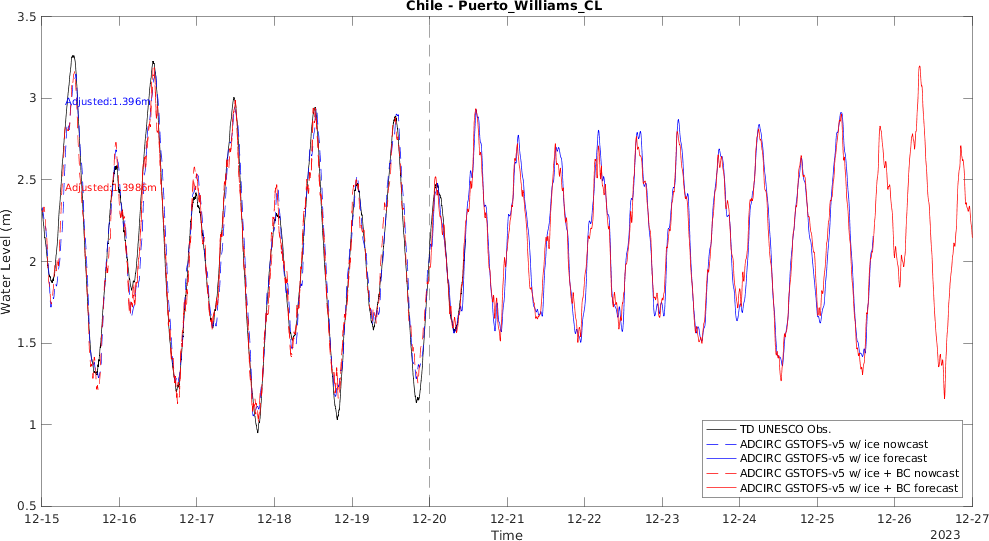 Chile - Puerto_Williams_CL
3.5
3
2.5
2
1.5
1
0.5
Water Level (m)
Adjusted:1.396m
Adjusted:1.3986m
TD UNESCO Obs.
ADCIRC GSTOFS-v5 w/ ice nowcast
ADCIRC GSTOFS-v5 w/ ice forecast
ADCIRC GSTOFS-v5 w/ ice + BC nowcast
ADCIRC GSTOFS-v5 w/ ice + BC forecast
12-15 12-16 12-17 12-18 12-19 12-20 12-21 12-22 12-23 12-24 12-25 12-26 12-27
Time
2023